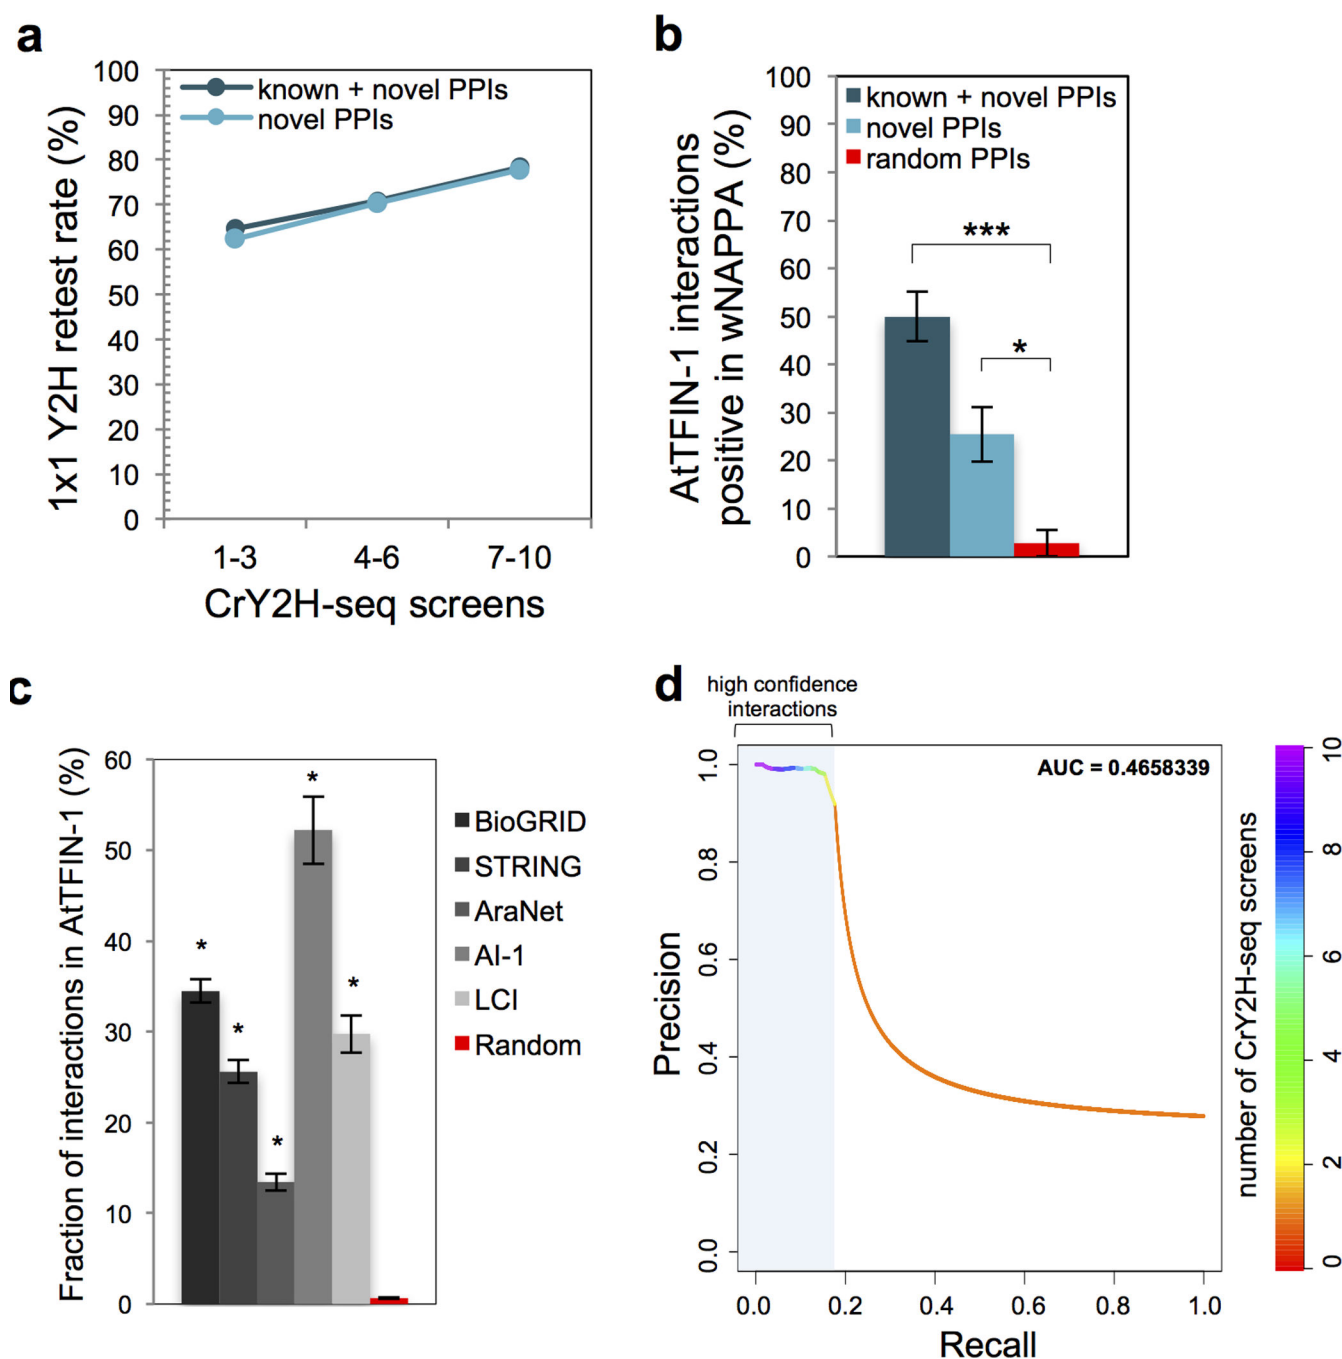 a
100
90
80
70
60
50
40
30
20
10
0
1x1 Y2H retest rate (%)
known + novel PPIs
novel PPIs
1-3 4-6 7-10
CrY2H-seq screens
b
100
90
80
70
60
50
40
30
20
10
0
AtTFIN-1 interactions
positive in wNAPPA (%)
known + novel PPIs
novel PPIs
random PPIs
***
*
c
60
50
40
30
20
10
0
Fraction of interactions in AtTFIN-1 (%)
*
*
*
*
*
BioGRID
STRING
AraNet
AI-1
LCI
Random
d
high confidence
interactions
AUC = 0.4658339
Precision
1.0
0.8
0.6
0.4
0.2
0.0
0.0 0.2 0.4 0.6 0.8 1.0
Recall
10
8
6
4
2
0
number of CrY2H-seq screens